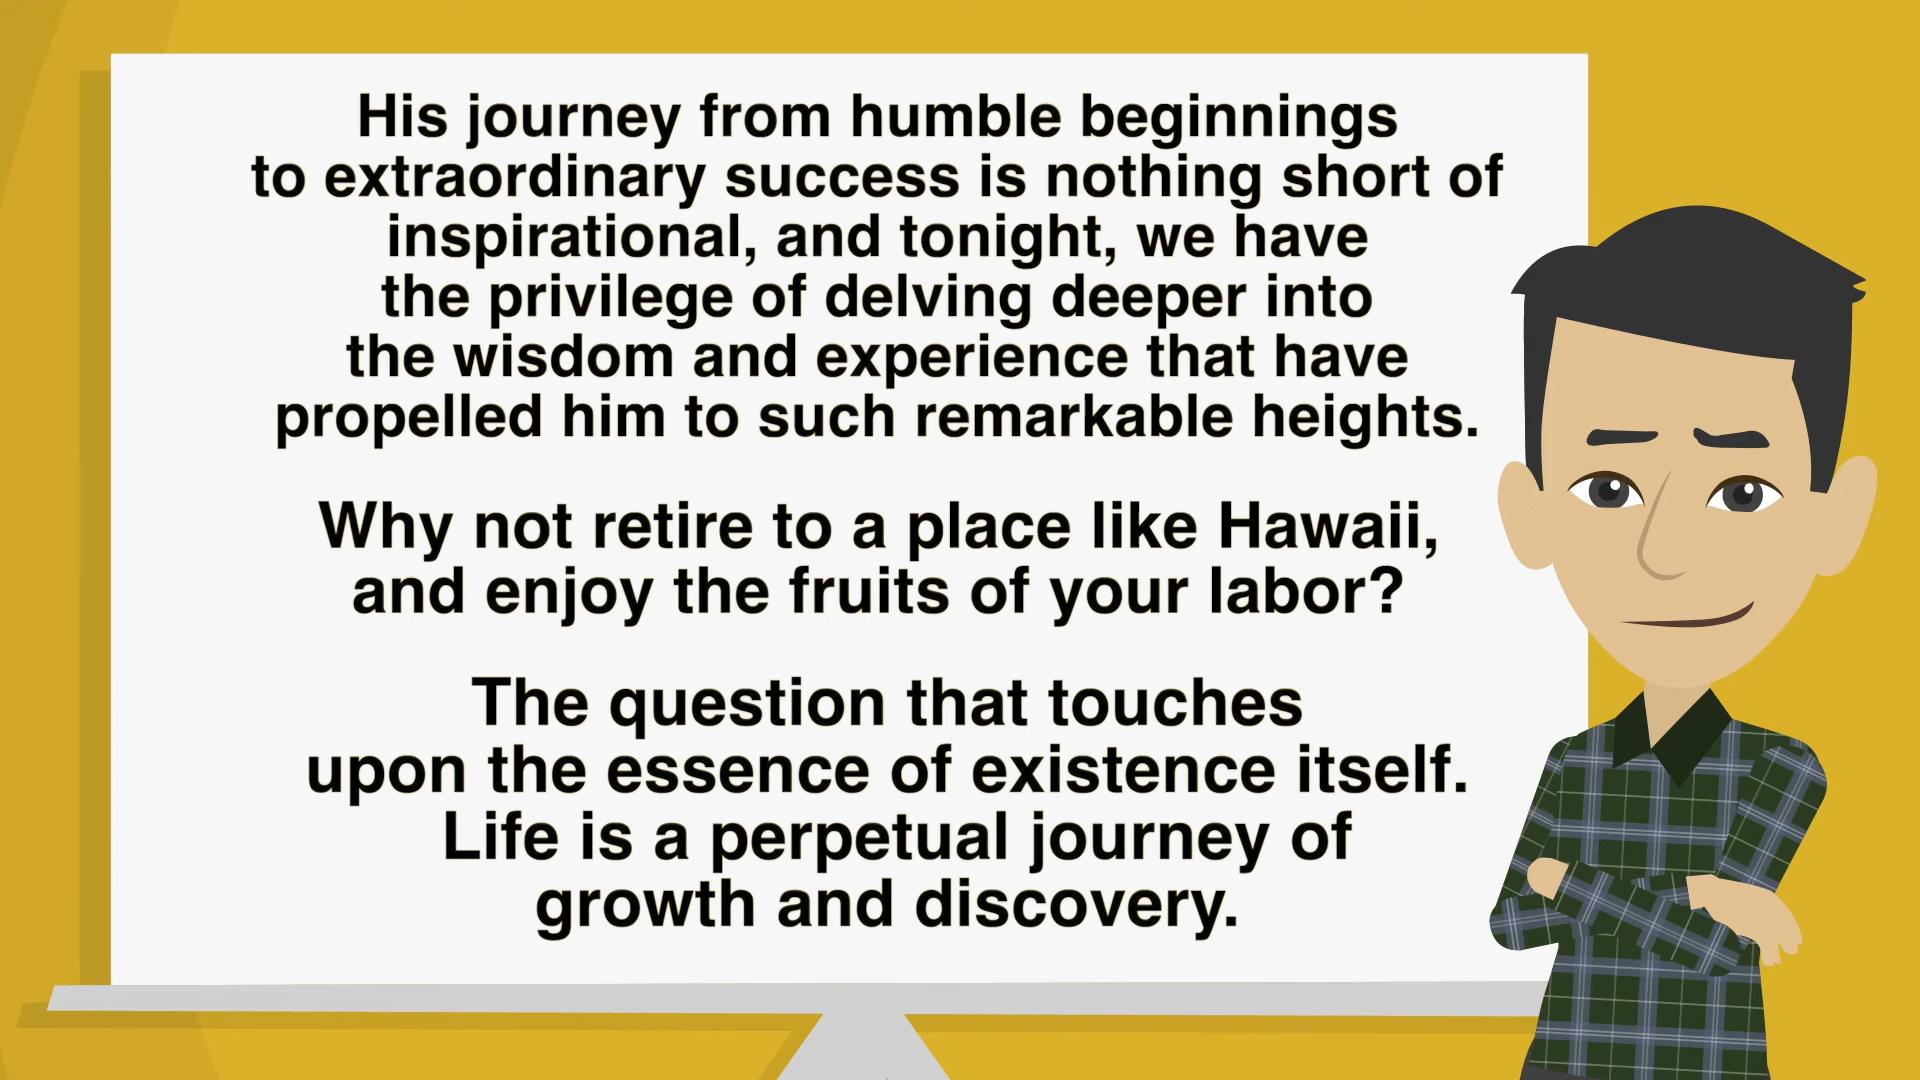 His journey from humble beginnings
to extraordinary success is nothing short of
inspirational, and tonight, we have
the privilege of delving deeper into
the wisdom and experience that have
propelled him to such remarkable heights.
Why not retire to a place like Hawaii,
and enjoy the fruits of your labor?
The question that touches
upon the essence of existence itself.
Life is a perpetual journey of
growth and discovery.